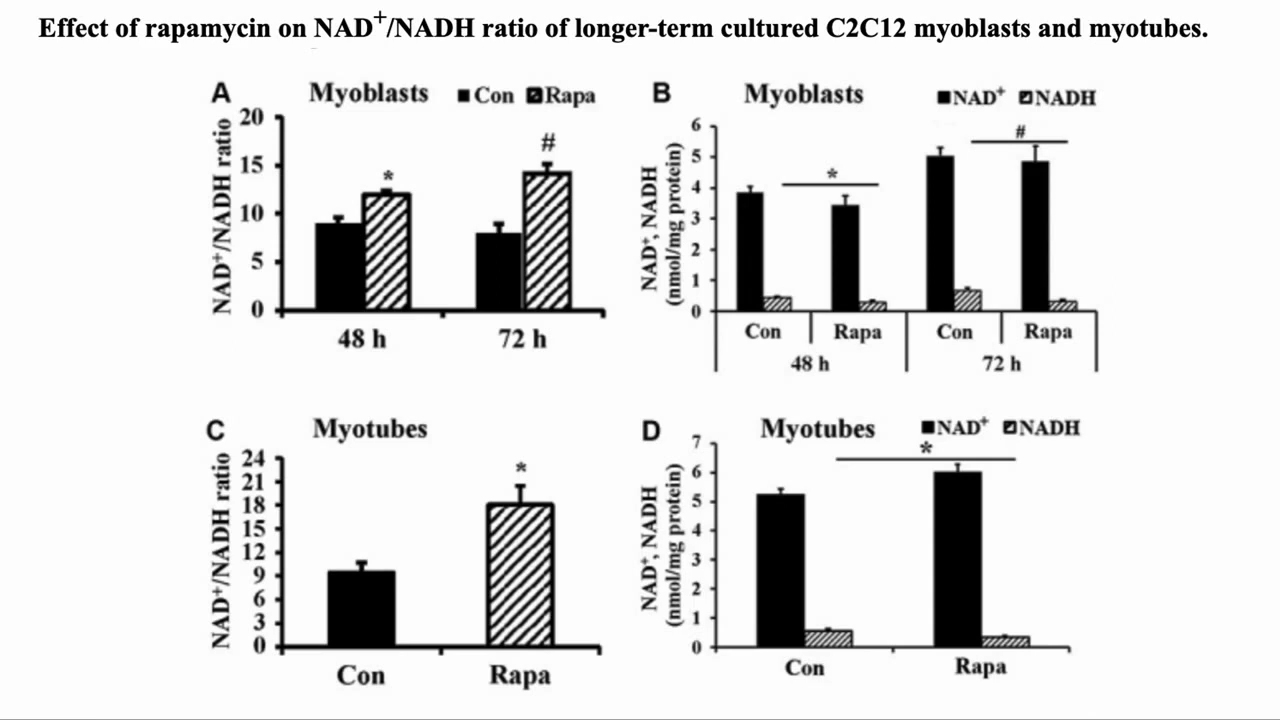 Effect of rapamycin on NAD⁺/NADH ratio of longer-term cultured C2C12 myoblasts and myotubes.
A
Myoblasts
Con Rapa
NAD⁺/NADH ratio
20
15
10
5
0
*
#
48 h
72 h
B
Myoblasts
NAD⁺ NADH
NAD⁺, NADH
(nmol/mg protein)
6
5
4
3
2
1
0
*
#
Con Rapa Con Rapa
48 h 72 h
C
Myotubes
NAD⁺/NADH ratio
24
21
18
15
12
9
6
3
0
*
Con Rapa
D
Myotubes
NAD⁺ NADH
NAD⁺, NADH
(nmol/mg protein)
7
6
5
4
3
2
1
0
*
Con Rapa